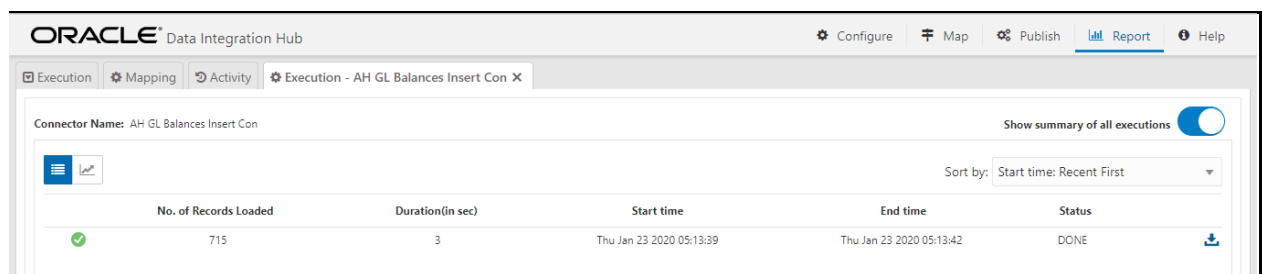 ORACLE® Data Integration Hub Configure Map Publish Report Help
Execution Mapping Activity Execution - AH GL Balances Insert Con X
Connector Name: AH GL Balances Insert Con Show summary of all executions
Sort by: Start time: Recent First
No. of Records Loaded Duration(in sec) Start time End time Status
715 3 Thu Jan 23 2020 05:13:39 Thu Jan 23 2020 05:13:42 DONE